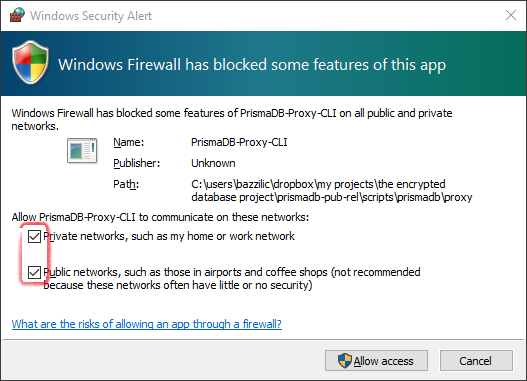 Windows Security Alert
Windows Firewall has blocked some features of this app
Windows Firewall has blocked some features of PrismaDB-Proxy-CLI on all public and private
networks.
Name: PrismaDB-Proxy-CLI
Publisher: Unknown
Path: C:\users\bazzilic\dropbox\my projects\the encrypted
database project\prismadb-pub-rel\scripts\prismadb\proxy
Allow PrismaDB-Proxy-CLI to communicate on these networks:
Private networks, such as my home or work network
Public networks, such as those in airports and coffee shops (not recommended
because these networks often have little or no security)
What are the risks of allowing an app through a firewall?
Allow access Cancel